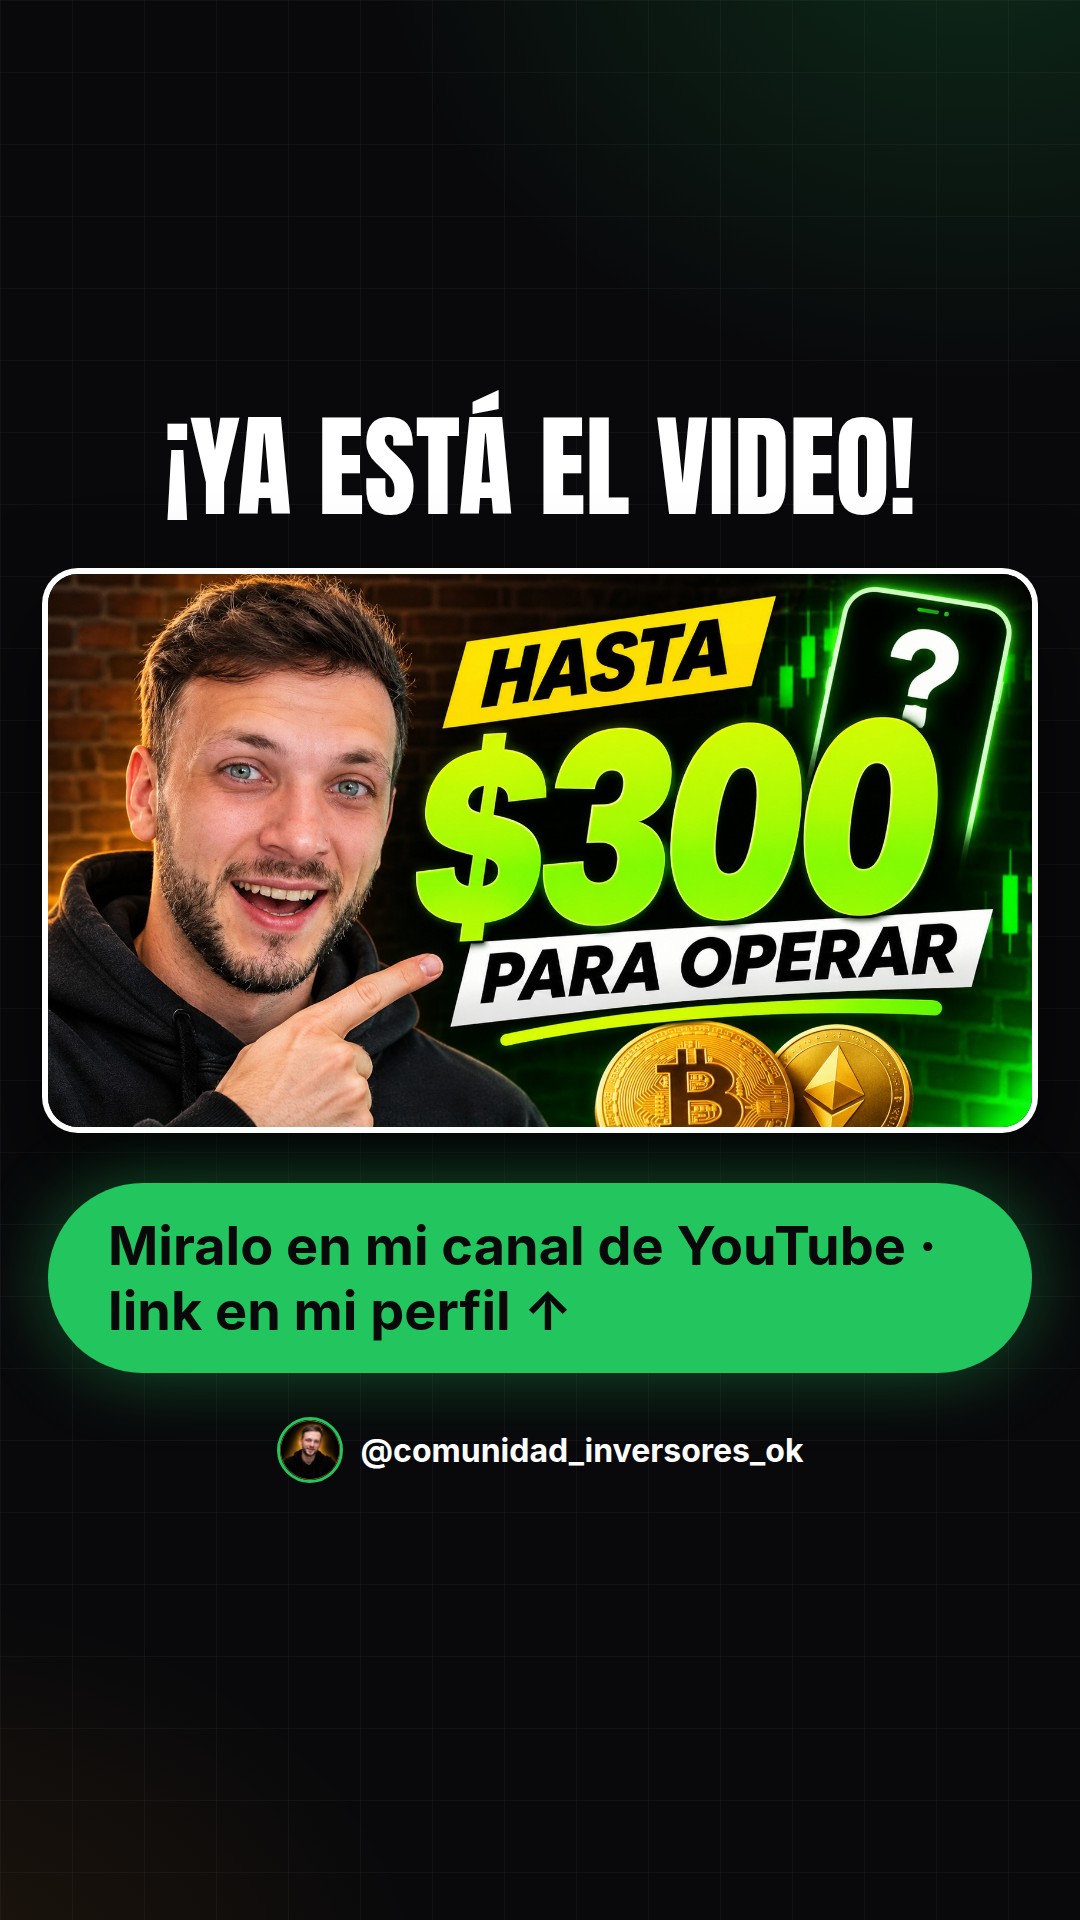 ¡YA ESTÁ EL VIDEO!
HASTA
?
$300
PARA OPERAR
Miralo en mi canal de YouTube ·
link en mi perfil ↑
@comunidad_inversores_ok